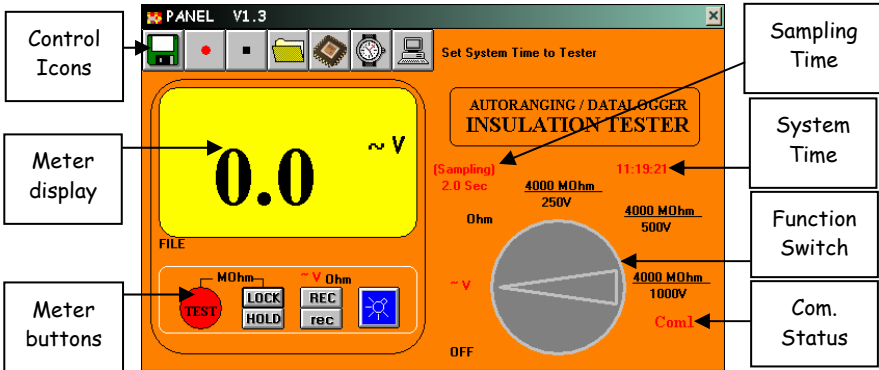 PANEL V1.3
Control
Icons
Set System Time to Tester
Sampling
Time
AUTORANGING / DATALOGGER
INSULATION TESTER
System
Time
Meter
display
0.0
~ V
(Sampling)
2.0 Sec
11:19:21
4000 MOhm
250V
Ohm
4000 MOhm
500V
Function
Switch
FILE
MOhm
~ V Ohm
TEST
LOCK
HOLD
REC
rec
~ V
4000 MOhm
1000V
Com1
OFF
Meter
buttons
Com.
Status